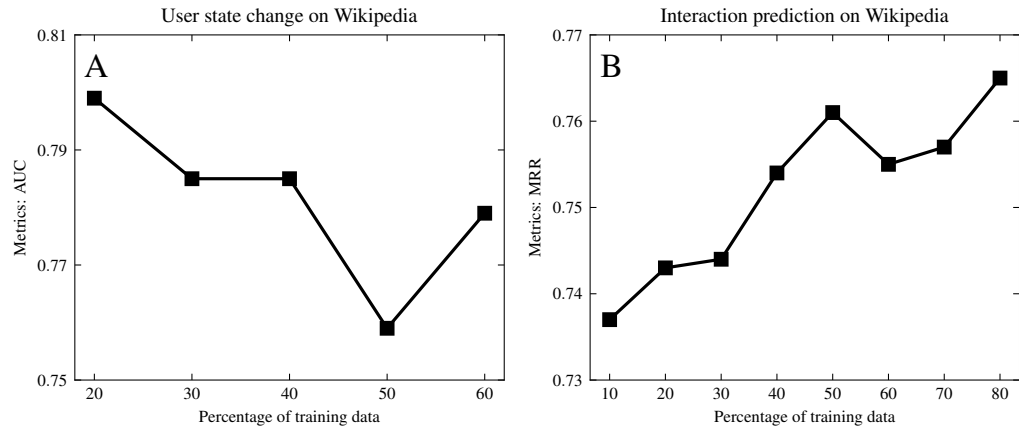 User state change on Wikipedia
A
Metrics: AUC
0.81
0.79
0.77
0.75
20 30 40 50 60
Percentage of training data
Interaction prediction on Wikipedia
B
Metrics: MRR
0.77
0.76
0.75
0.74
0.73
10 20 30 40 50 60 70 80
Percentage of training data